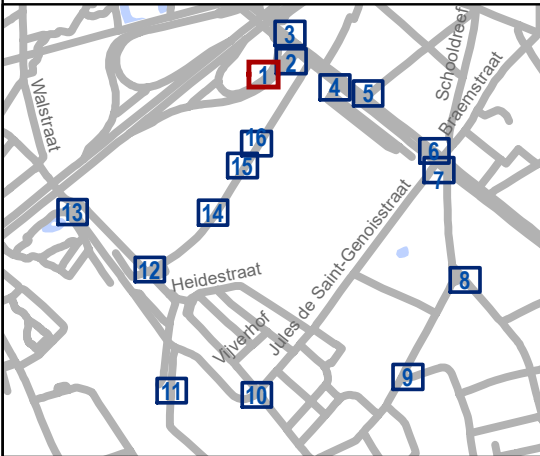 3
2
1
4
5
Schooldreef
Braemstraat
Walstraat
16
15
6
7
13
14
12
Heidestraat
Jules de Saint-Genoisstraat
8
Vijverhof
11
10
9